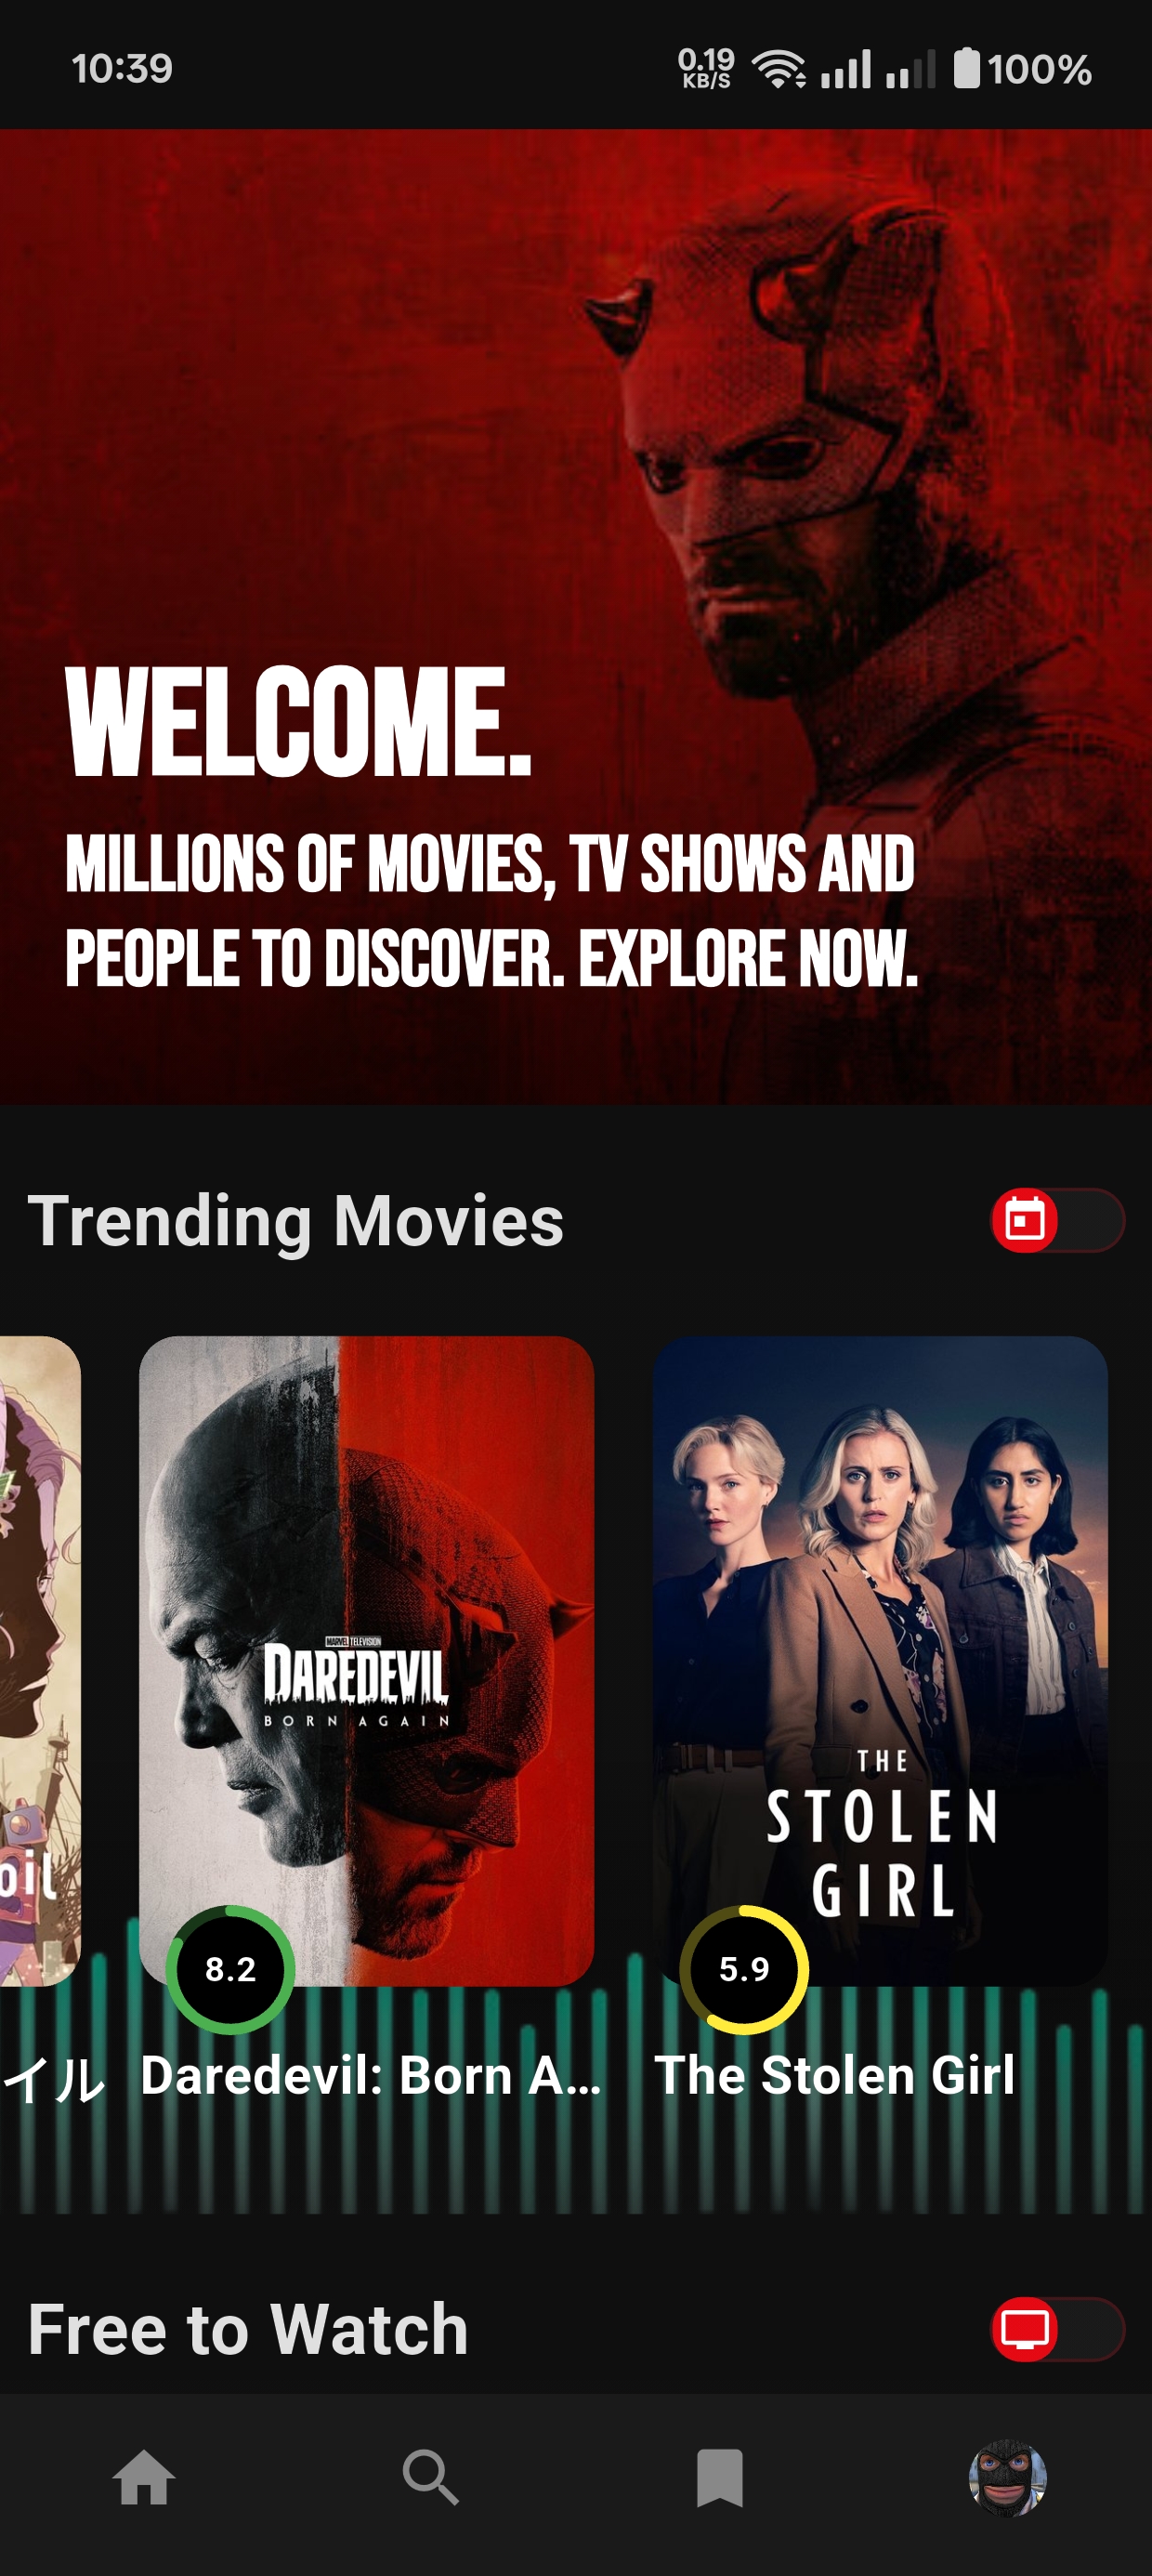 10:39
0.19
KB/S
100%
WELCOME.
MILLIONS OF MOVIES, TV SHOWS AND
PEOPLE TO DISCOVER. EXPLORE NOW.
Trending Movies
MARVEL TELEVISION
DAREDEVIL
BORN AGAIN
THE
STOLEN
GIRL
oil
8.2
5.9
イル
Daredevil: Born A...
The Stolen Girl
Free to Watch